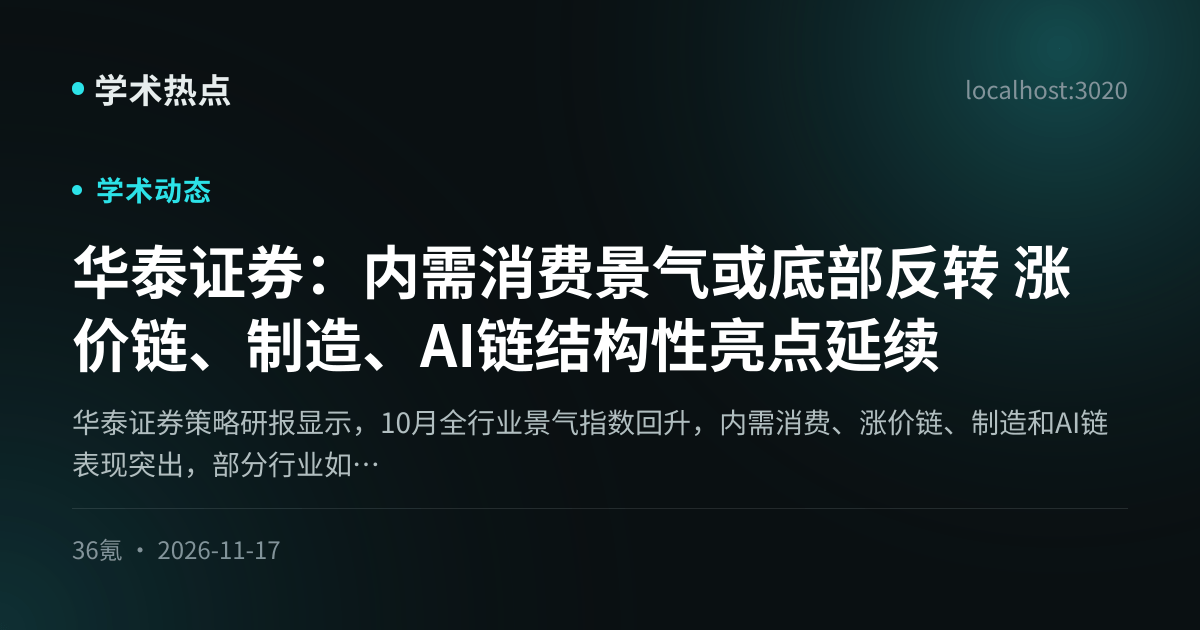 学术热点
localhost:3020
学术动态
华泰证券：内需消费景气或底部反转 涨
价链、制造、AI链结构性亮点延续
华泰证券策略研报显示，10月全行业景气指数回升，内需消费、涨价链、制造和AI链
表现突出，部分行业如…
36氪 · 2026-11-17